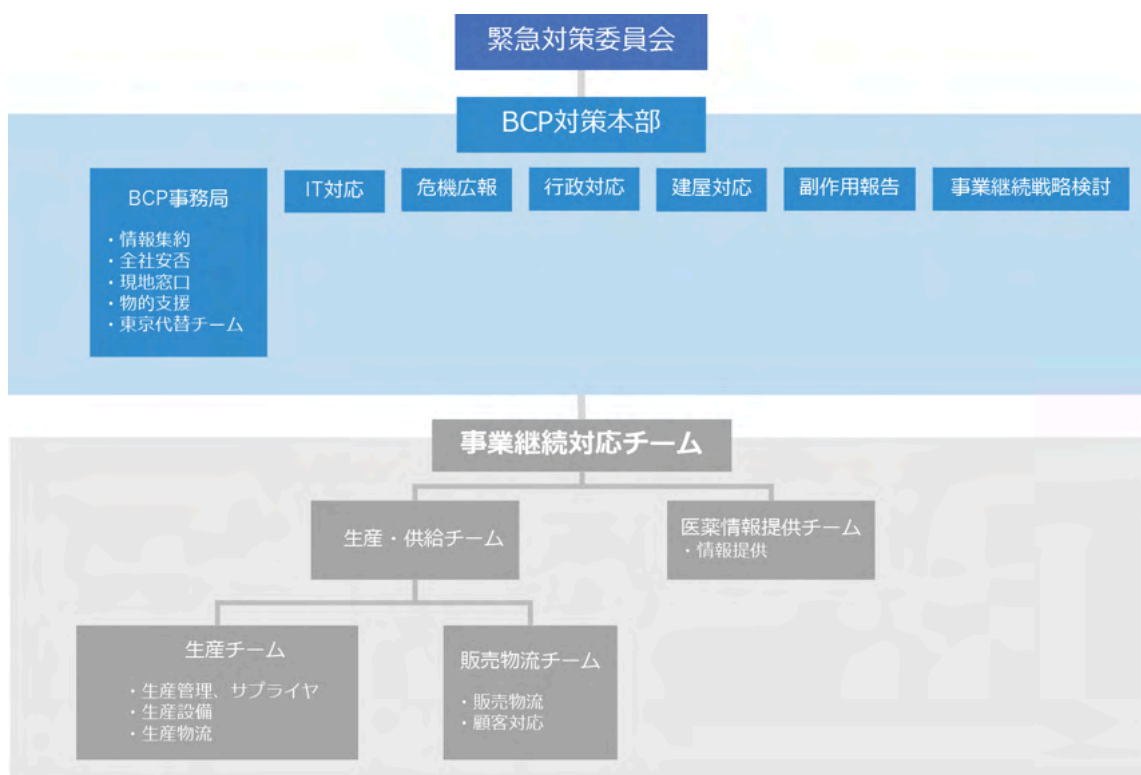 緊急対策委員会
BCP対策本部
BCP事務局
・情報集約
・全社安否
・現地窓口
・物的支援
・東京代替チーム
IT対応
危機広報
行政対応
建屋対応
副作用報告
事業継続戦略検討
事業継続対応チーム
生産・供給チーム
医薬情報提供チーム
・情報提供
生産チーム
・生産管理、サプライヤ
・生産設備
・生産物流
販売物流チーム
・販売物流
・顧客対応